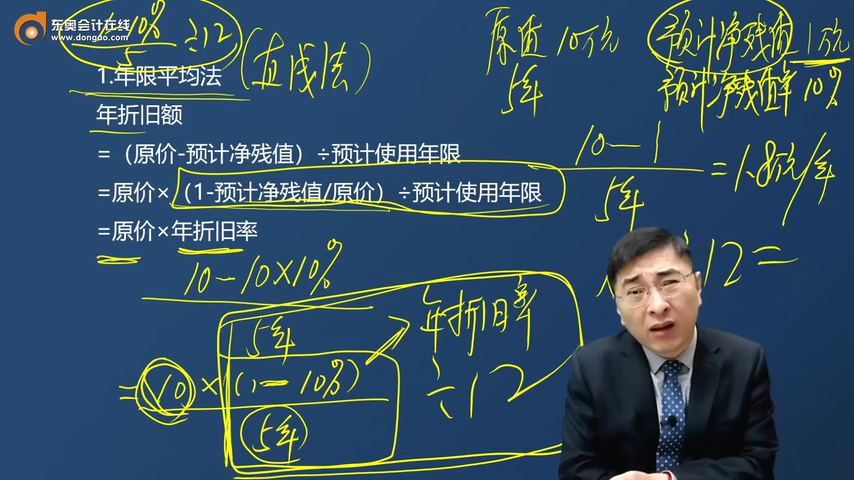 东奥会计在线
www.dongao.com
1-10%
5
÷12
1.年限平均法(直线法)
年折旧额
=(原价-预计净残值)÷预计使用年限
=原价×(1-预计净残值/原价)÷预计使用年限
=原价×年折旧率
原值10万元
5年
预计净残值1万元
预计净残值率10%
10-1
5年
=1.8万元/年
÷12=
10-10×10%
5年
=10×(1-10%)
5年
年折旧率
÷12